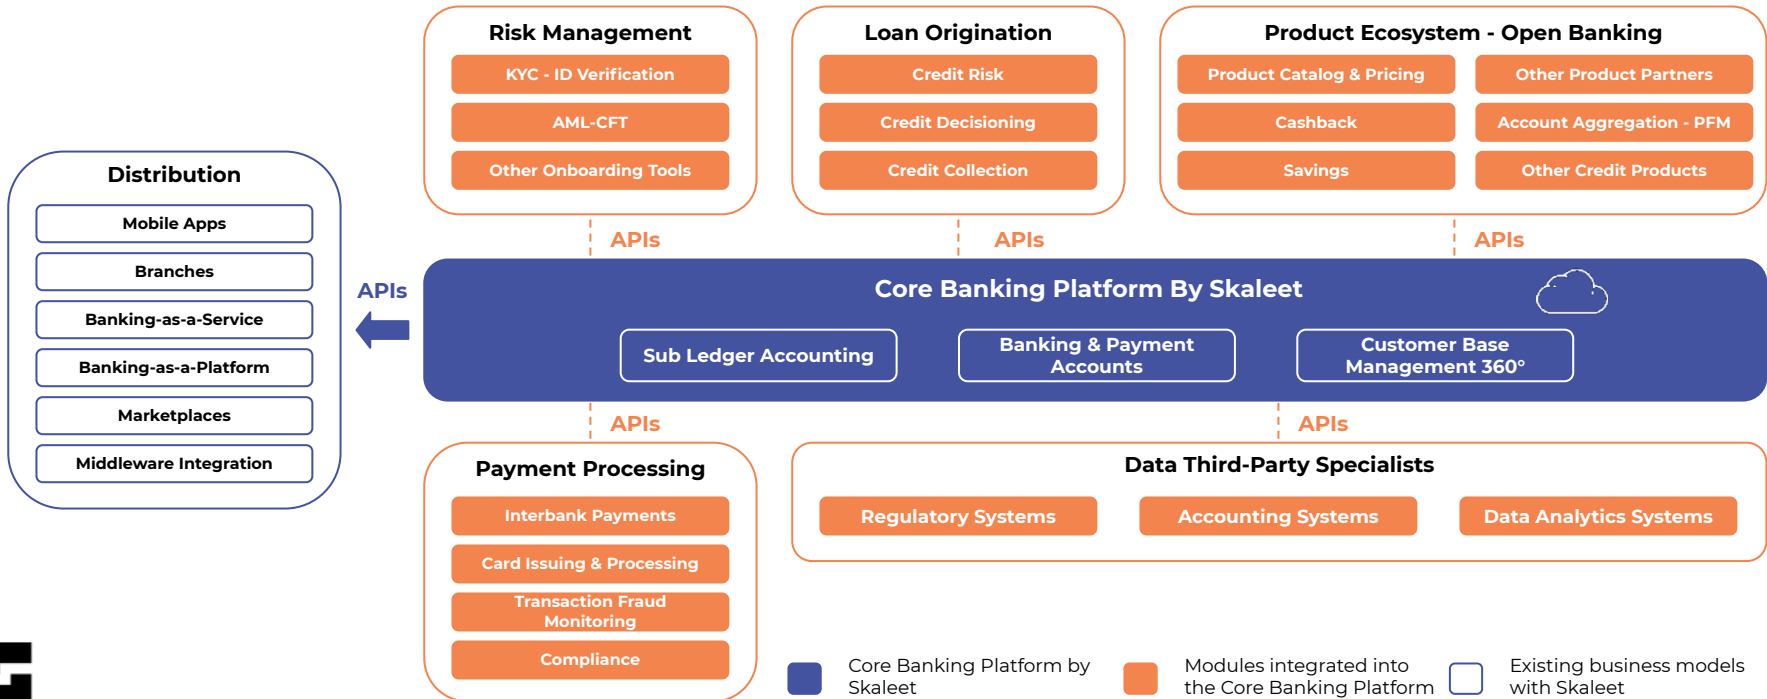 Risk Management
KYC - ID Verification
AML-CFT
Other Onboarding Tools
Loan Origination
Credit Risk
Credit Decisioning
Credit Collection
Product Ecosystem - Open Banking
Product Catalog & Pricing
Other Product Partners
Cashback
Account Aggregation - PFM
Savings
Other Credit Products
Distribution
Mobile Apps
Branches
Banking-as-a-Service
Banking-as-a-Platform
Marketplaces
Middleware Integration
APIs
APIs
APIs
APIs
Core Banking Platform By Skaleet
Sub Ledger Accounting
Banking & Payment
Accounts
Customer Base
Management 360°
APIs
APIs
Payment Processing
Interbank Payments
Card Issuing & Processing
Transaction Fraud
Monitoring
Compliance
Data Third-Party Specialists
Regulatory Systems
Accounting Systems
Data Analytics Systems
Core Banking Platform by
Skaleet
Modules integrated into
the Core Banking Platform
Existing business models
with Skaleet